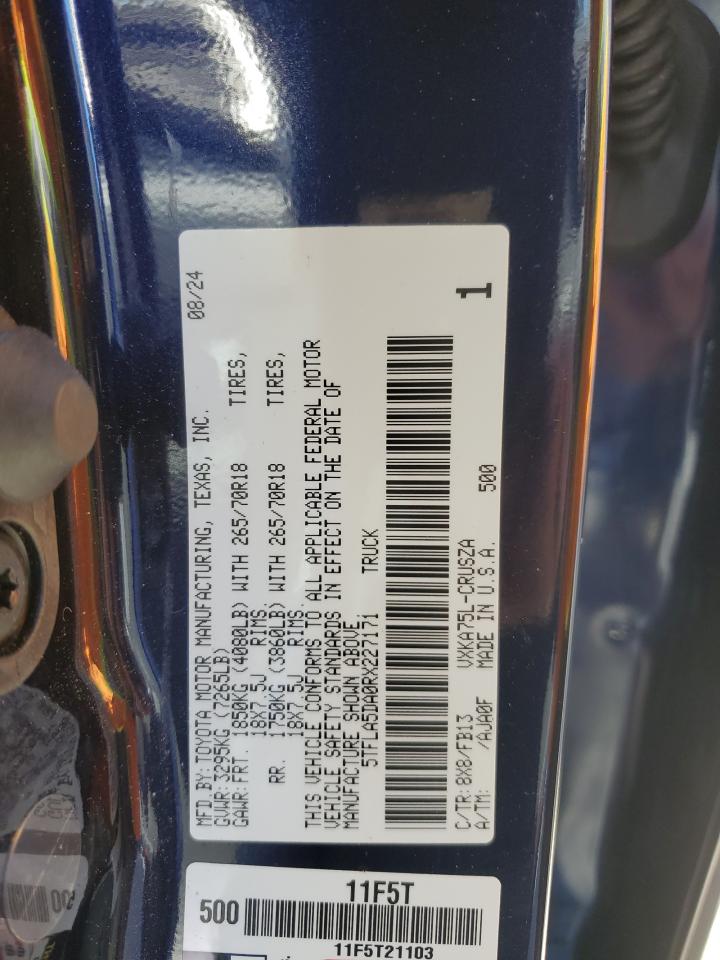 MFD.BY:TOYOTA MOTOR MANUFACTURING, TEXAS, INC. 08/24
GVWR:3295KG (7265LB)
GAWR:FRT. 1850KG (4080LB) WITH 265/70R18 TIRES,
18X7.5J RIMS.
RR. 1750KG (3860LB) WITH 265/70R18 TIRES,
18X7.5J RIMS.
THIS VEHICLE CONFORMS TO ALL APPLICABLE FEDERAL MOTOR
VEHICLE SAFETY STANDARDS IN EFFECT ON THE DATE OF
MANUFACTURE SHOWN ABOVE.
5TFLA5DA0RX227171 TRUCK
C/TR:8X8/FB13 VXKA75L-CRUSZA
A/TM: /AJA0F MADE IN U.S.A. 500
1
11F5T
500
11F5T21103